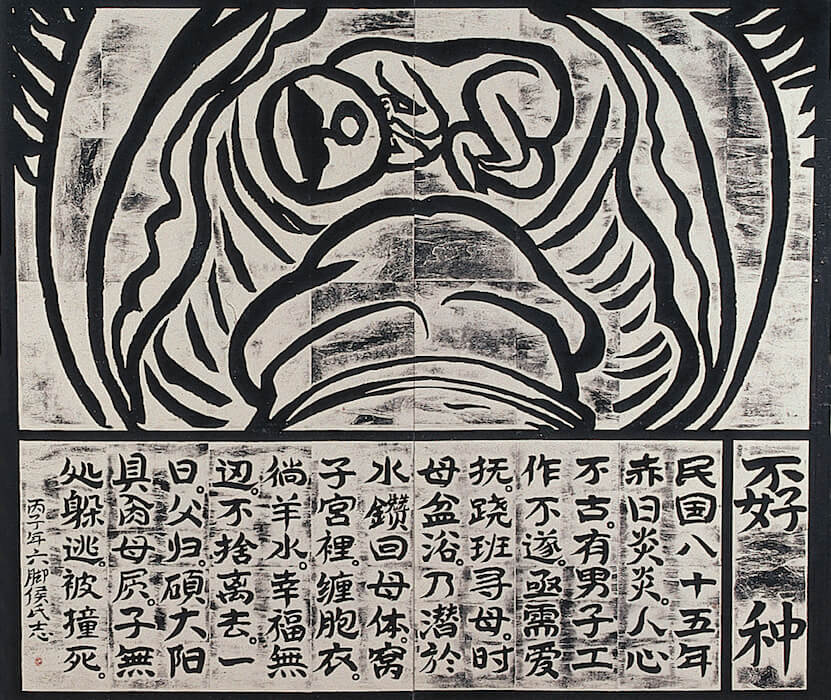 孬种
民国八十五年
赤日炎炎。人心
不古。有男子工
作不遂。亟需爱
抚。跷班寻母。时
母盆浴。乃潜於
水鑽回母体。窝
子宫裡。缠胞衣。
徜羊水。幸福無
边。不捨离去。一
日。父归。碩大阳
具肏母屄。子無
处躲逃。被撞死。
丙子年六脚侯氏志